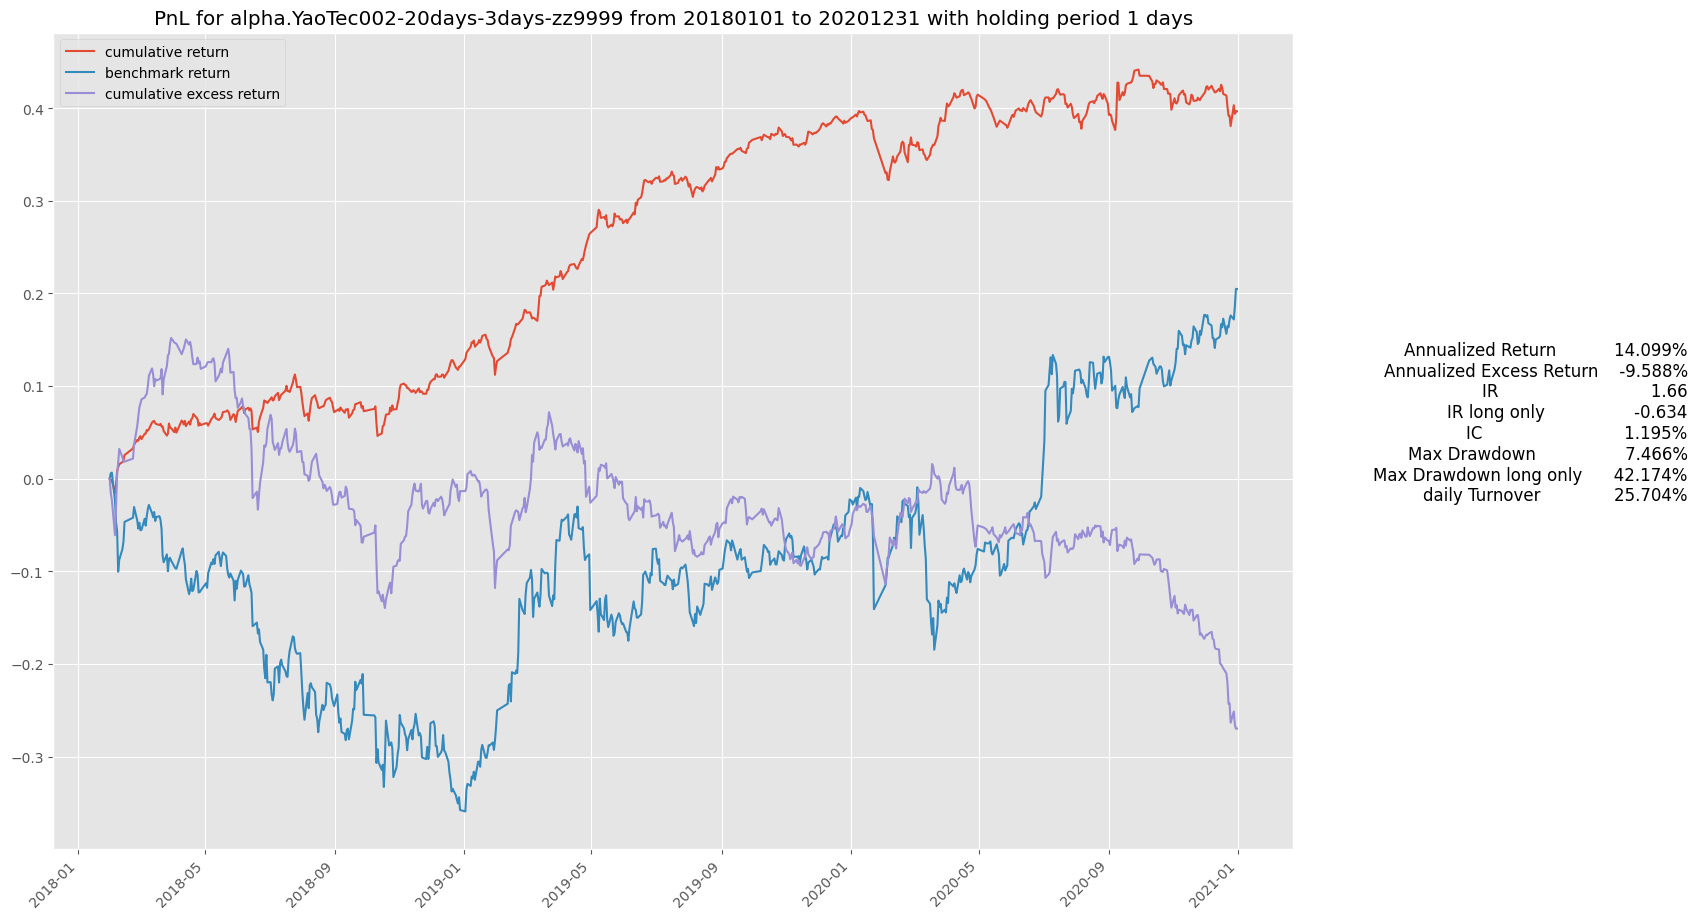 PnL for alpha.YaoTec002-20days-3days-zz9999 from 20180101 to 20201231 with holding period 1 days
cumulative return
benchmark return
cumulative excess return
0.4
0.3
0.2
0.1
0.0
−0.1
−0.2
−0.3
2018-01
2018-05
2018-09
2019-01
2019-05
2019-09
2020-01
2020-05
2020-09
2021-01
Annualized Return 14.099%
Annualized Excess Return -9.588%
IR 1.66
IR long only -0.634
IC 1.195%
Max Drawdown 7.466%
Max Drawdown long only 42.174%
daily Turnover 25.704%